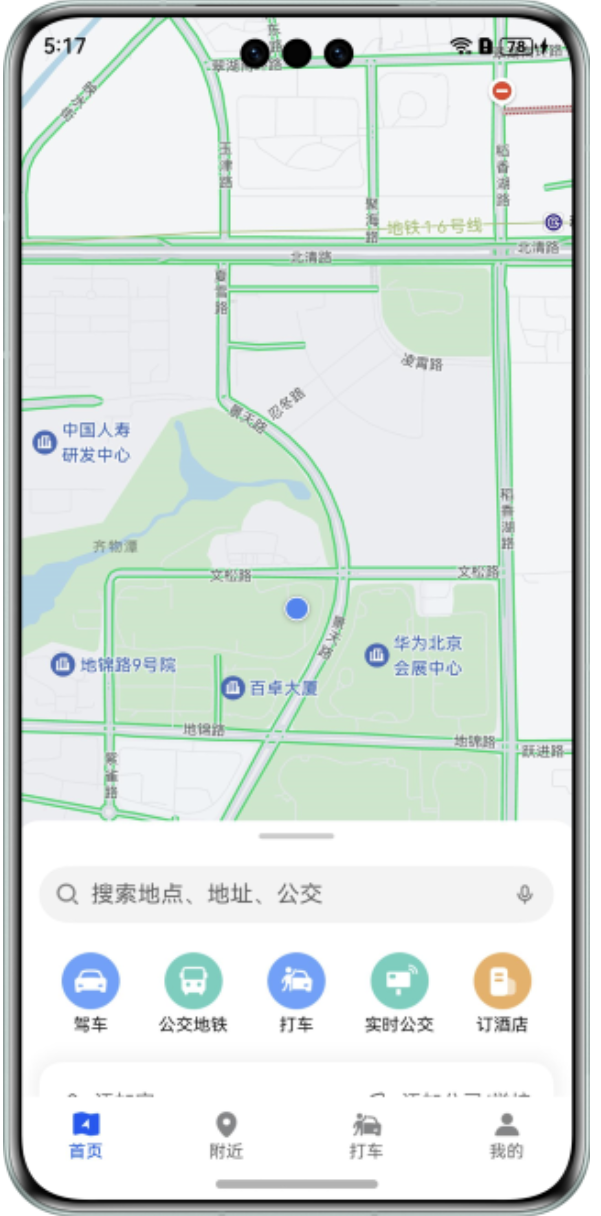 5:17
78
东
路
翠湖南
路
玉津路
稻香湖路
聚海路
地铁16号线
北清路
北清路
夏雪路
凌霄路
忍冬路
景天路
中国人寿
研发中心
稻香湖路
齐物潭
文松路
文松路
景天路
华为北京
会展中心
地锦路9号院
百卓大厦
地锦路
地锦路
跃进路
紫雀路
搜索地点、地址、公交
驾车
公交地铁
打车
实时公交
订酒店
首页
附近
打车
我的